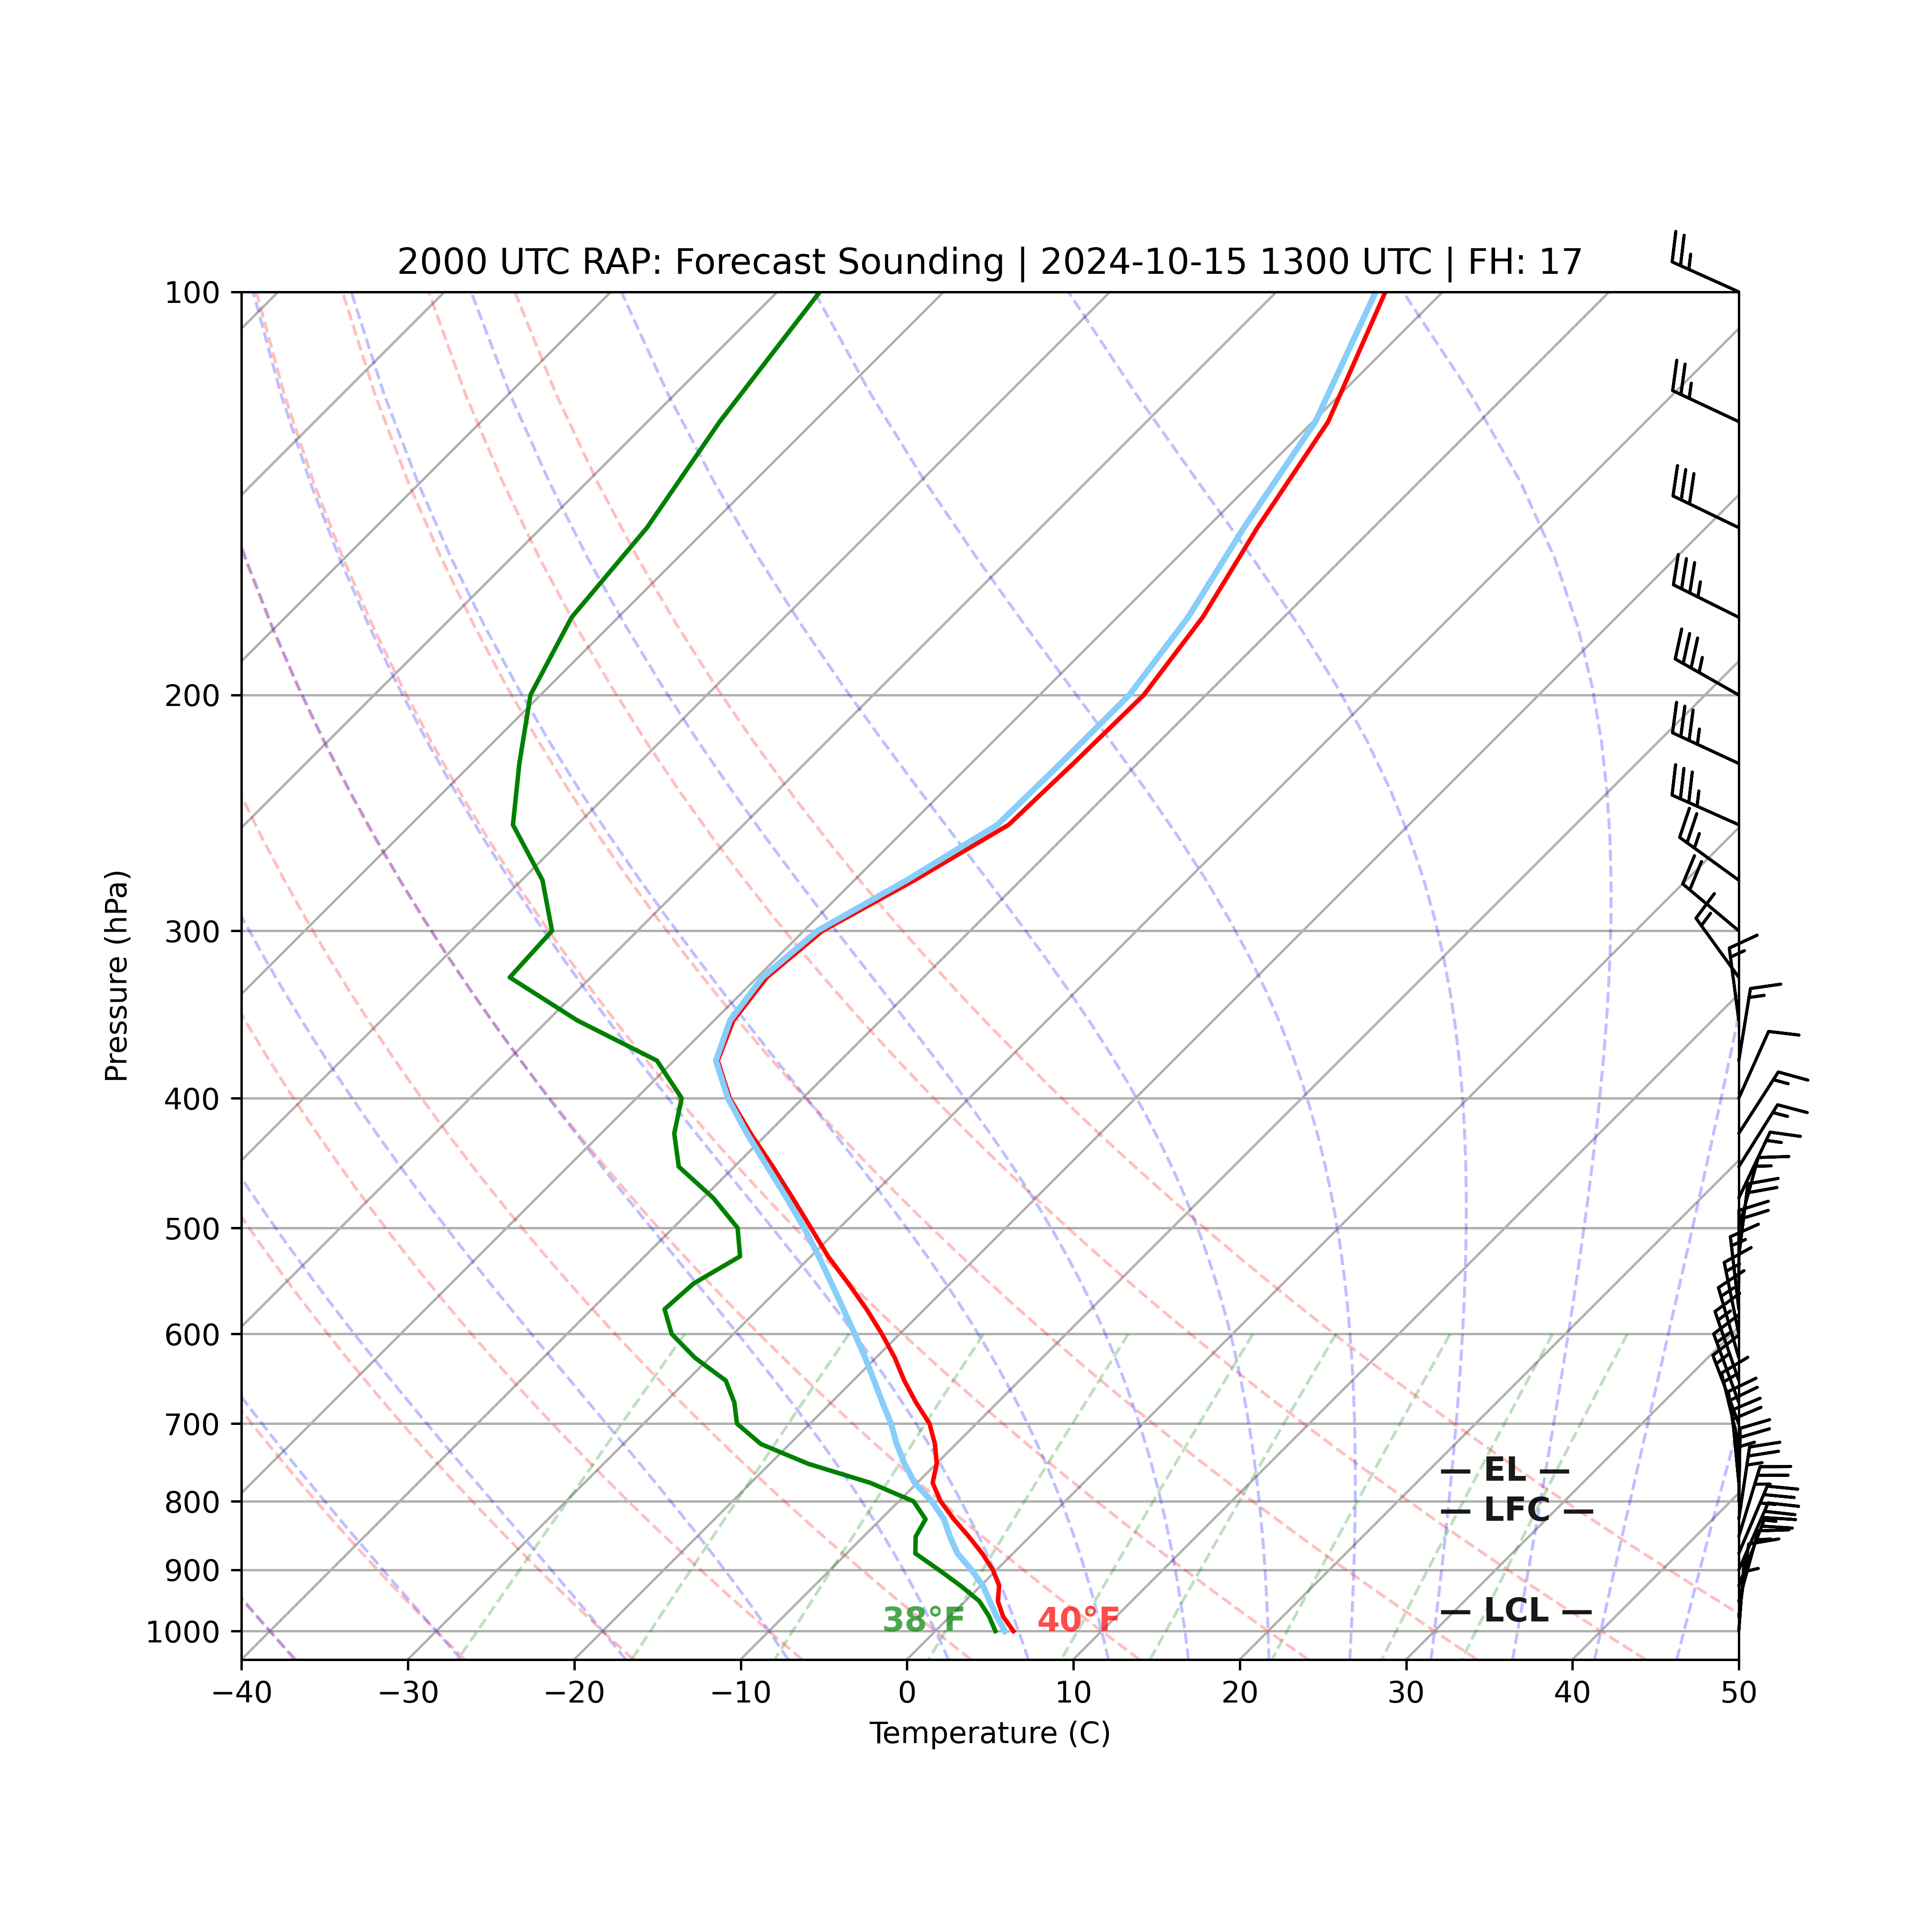 2000 UTC RAP: Forecast Sounding | 2024-10-15 1300 UTC | FH: 17
100
200
300
400
500
600
700
800
900
1000
Pressure (hPa)
— EL —
— LFC —
— LCL —
38°F
40°F
−40 −30 −20 −10 0 10 20 30 40 50
Temperature (C)